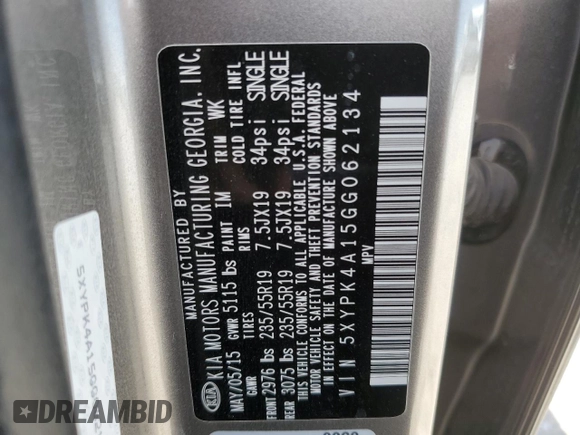 MANUFACTURED BY
KIA KIA MOTORS MANUFACTURING GEORGIA, INC.
MAY/05/15 GVWR 5115 lbs PAINT 1M TRIM WK
GAWR TIRES RIMS COLD TIRE INFL
FRONT 2976 lbs 235/55R19 7.5JX19 34psi SINGLE
REAR 3075 lbs 235/55R19 7.5JX19 34psi SINGLE
THIS VEHICLE CONFORMS TO ALL APPLICABLE U.S.A. FEDERAL
MOTOR VEHICLE SAFETY AND THEFT PREVENTION STANDARDS
IN EFFECT ON THE DATE OF MANUFACTURE SHOWN ABOVE
VIN 5XYPK4A15GG062134
MPV
DREAMBID